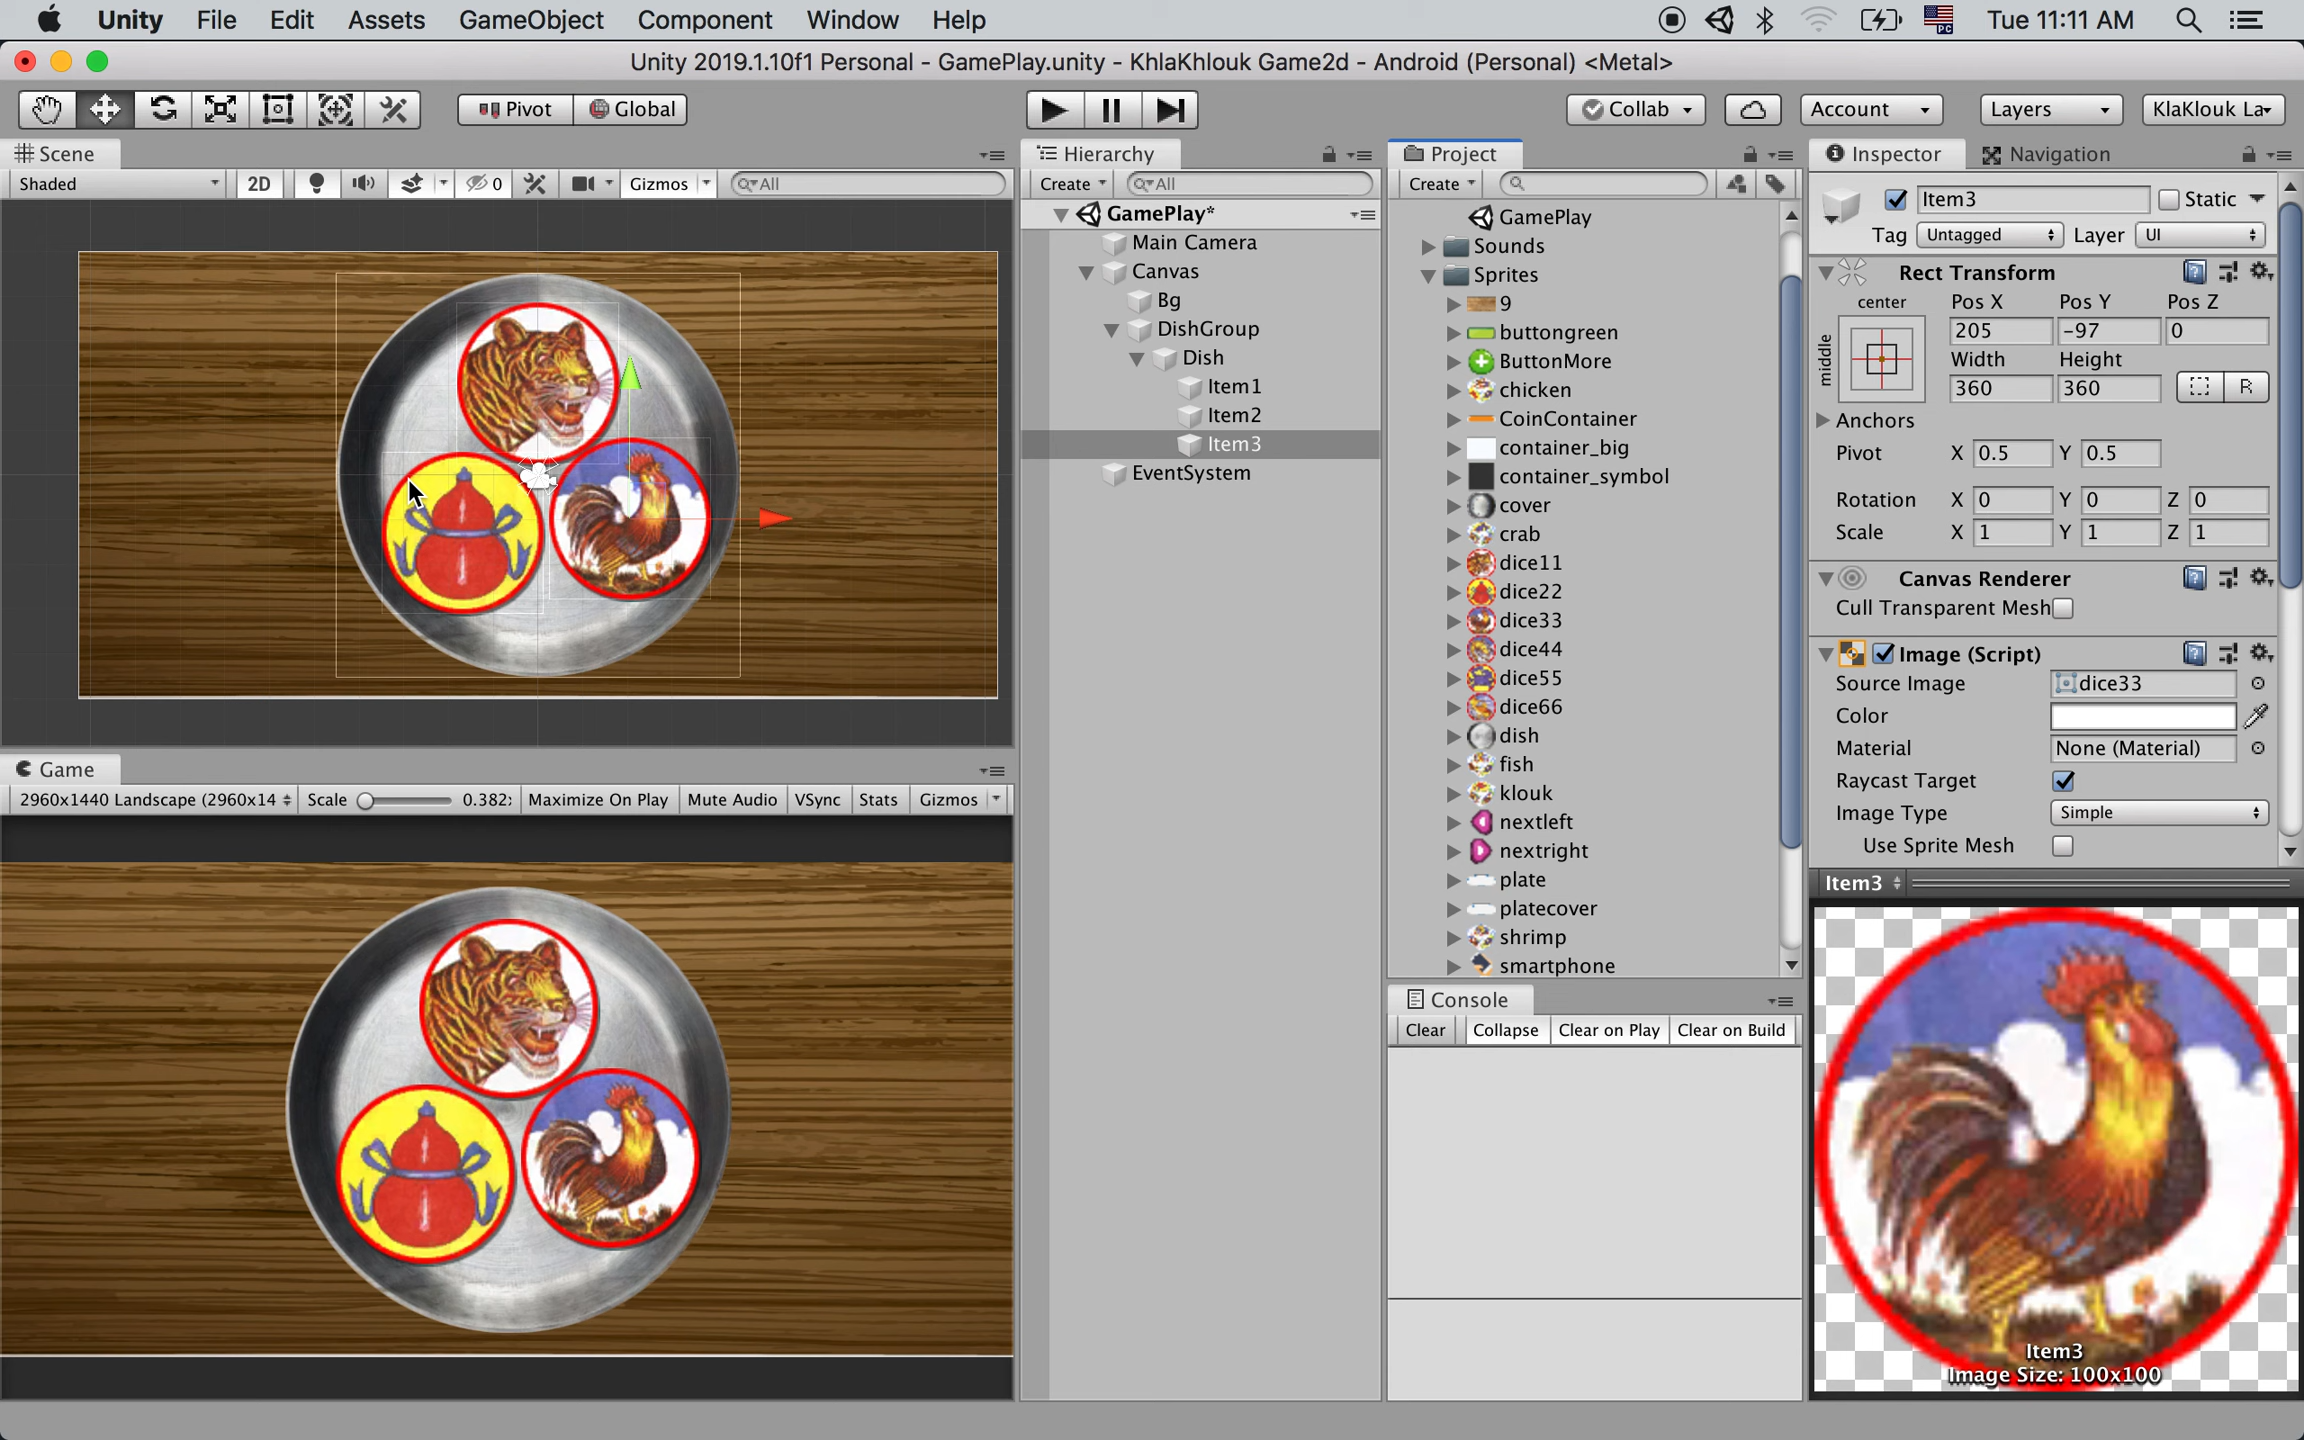 Unity File Edit Assets GameObject Component Window Help PC Tue 11:11 AM
Unity 2019.1.10f1 Personal - GamePlay.unity - KhlaKhlouk Game2d - Android (Personal) <Metal>
Pivot Global Collab Account Layers KlaKlouk La
Scene
Shaded 2D 0 Gizmos All
Game
2960x1440 Landscape (2960x14 Scale 0.382: Maximize On Play Mute Audio VSync Stats Gizmos
Hierarchy
Create All
GamePlay*
Main Camera
Canvas
Bg
DishGroup
Dish
Item1
Item2
Item3
EventSystem
Project
Create
GamePlay
Sounds
Sprites
9
buttongreen
ButtonMore
chicken
CoinContainer
container_big
container_symbol
cover
crab
dice11
dice22
dice33
dice44
dice55
dice66
dish
fish
klouk
nextleft
nextright
plate
platecover
shrimp
smartphone
Console
Clear Collapse Clear on Play Clear on Build
Inspector Navigation
Item3 Static
Tag Untagged Layer UI
Rect Transform
center Pos X Pos Y Pos Z
middle 205 -97 0
Width Height
360 360 R
Anchors
Pivot X 0.5 Y 0.5
Rotation X 0 Y 0 Z 0
Scale X 1 Y 1 Z 1
Canvas Renderer
Cull Transparent Mesh
Image (Script)
Source Image dice33
Color
Material None (Material)
Raycast Target
Image Type Simple
Use Sprite Mesh
Item3
Item3
Image Size: 100x100